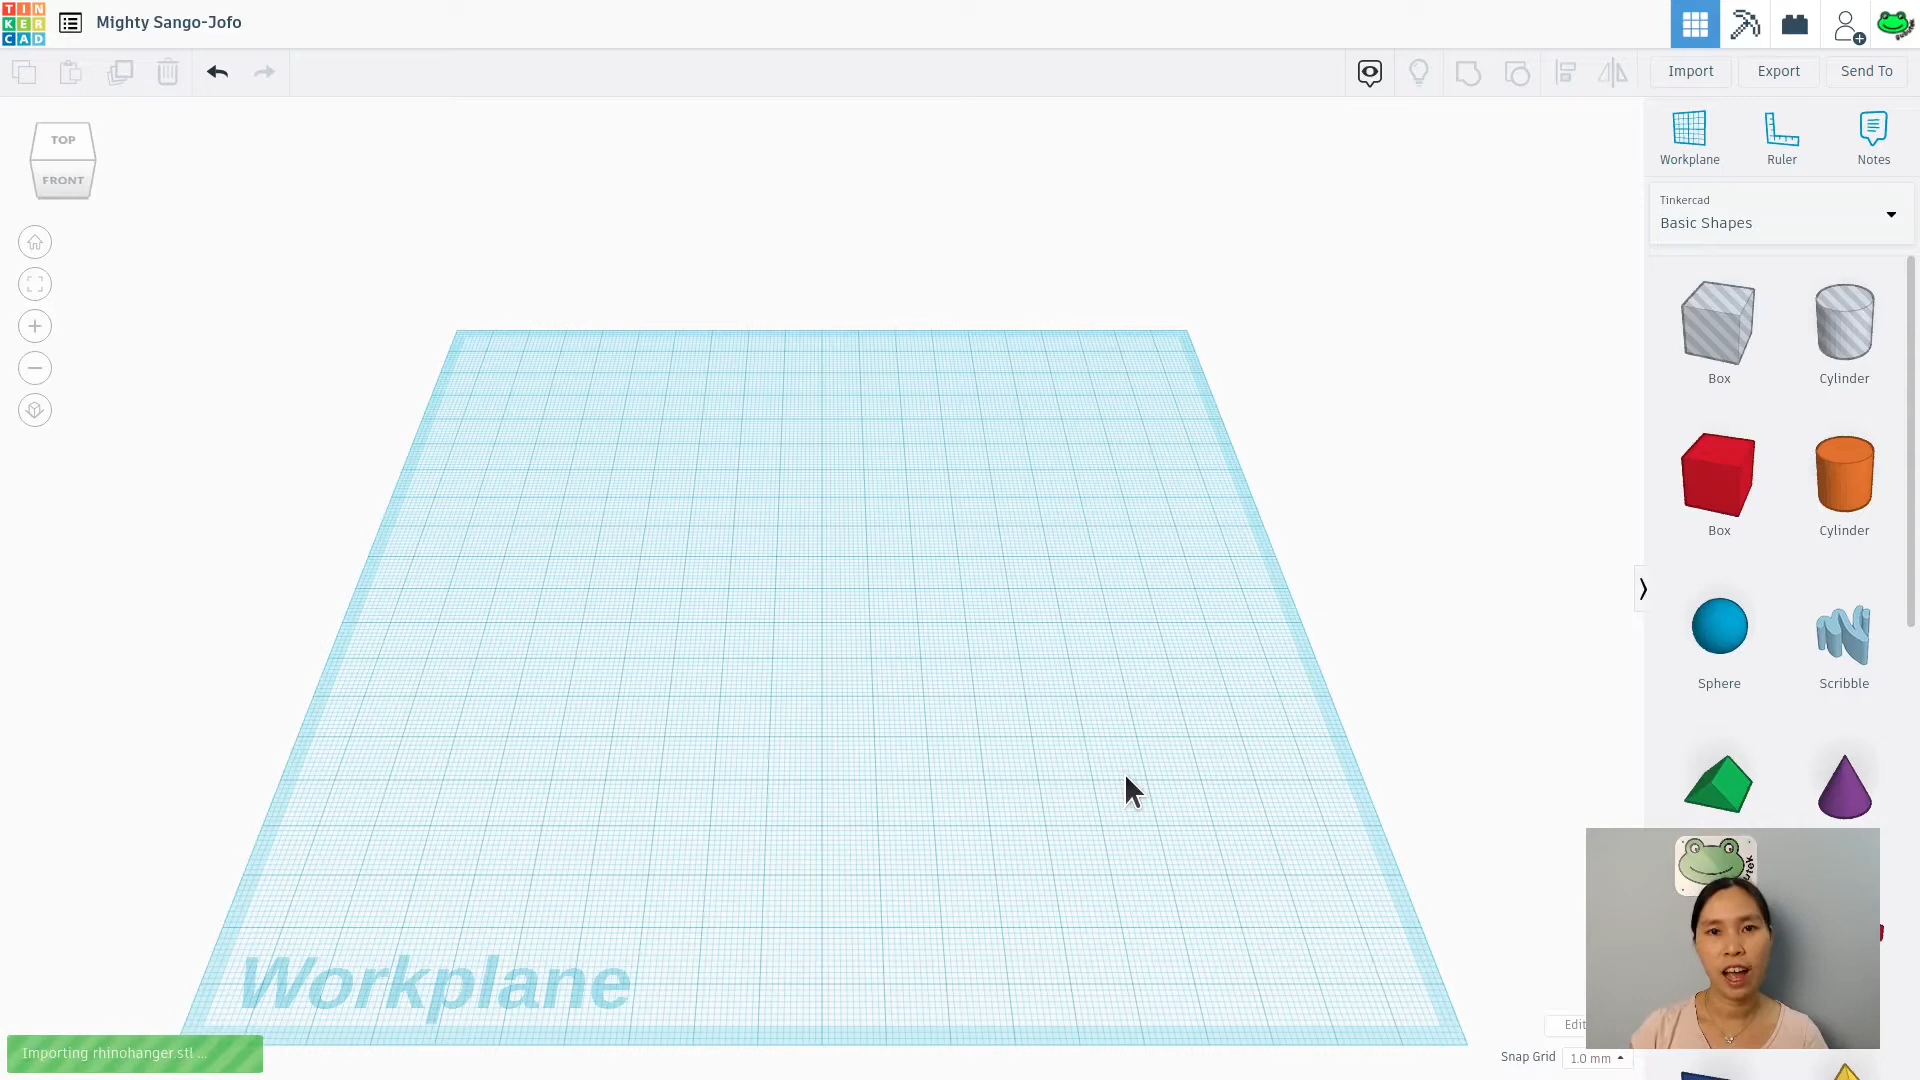 TIN
KER
CAD
Mighty Sango-Jofo
Import
Export
Send To
TOP
FRONT
Workplane
Ruler
Notes
Tinkercad
Basic Shapes
Box
Cylinder
Box
Cylinder
Sphere
Scribble
Workplane
Importing rhinohanger.stl ...
Edit
Snap Grid
1.0 mm